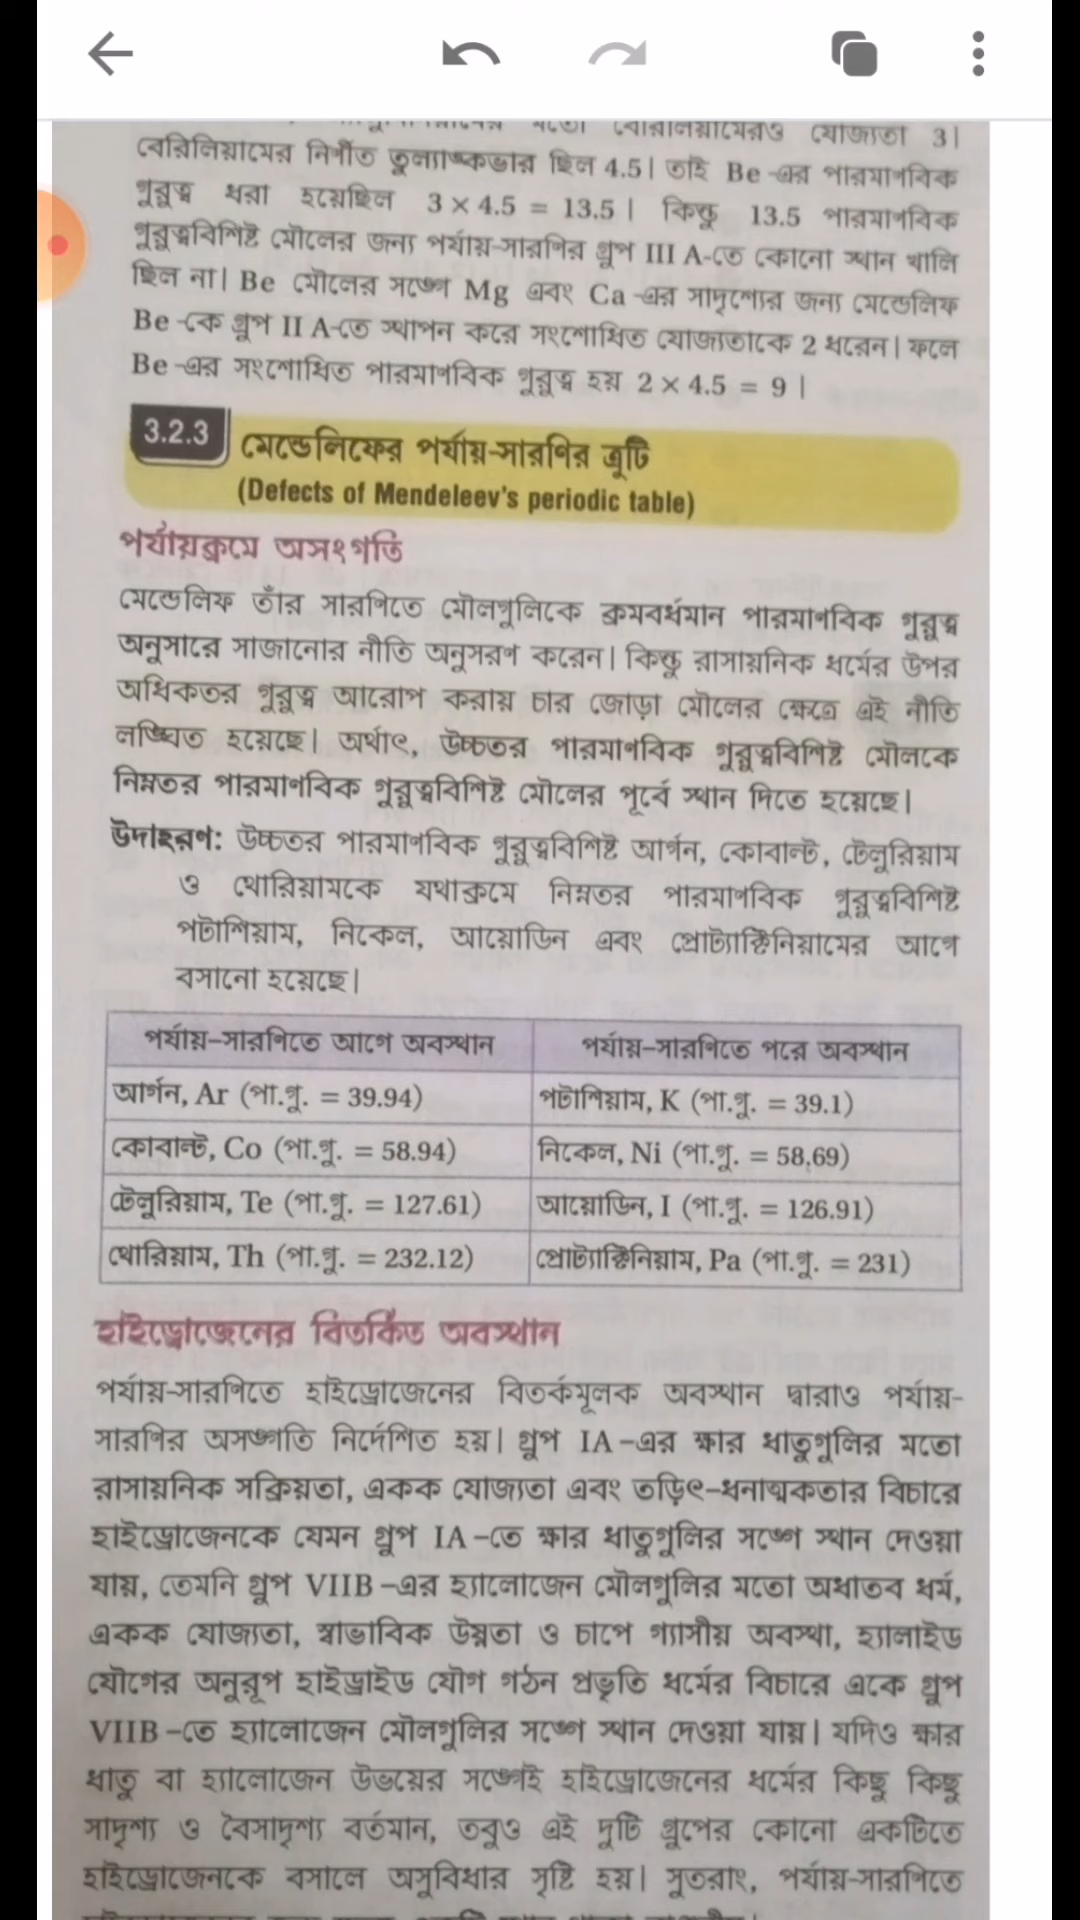 বেরিলিয়ামেরও যোজ্যতা 3।
বেরিলিয়ামের নির্ণীত তুল্যাঙ্কভার ছিল 4.5। তাই Be-এর পারমাণবিক
গুরুত্ব ধরা হয়েছিল 3 × 4.5 = 13.5। কিন্তু 13.5 পারমাণবিক
গুরুত্ববিশিষ্ট মৌলের জন্য পর্যায়-সারণির গ্রুপ III A-তে কোনো স্থান খালি
ছিল না। Be মৌলের সঙ্গে Mg এবং Ca-এর সাদৃশ্যের জন্য মেন্ডেলিফ
Be-কে গ্রুপ II A-তে স্থাপন করে সংশোধিত যোজ্যতাকে 2 ধরেন। ফলে
Be-এর সংশোধিত পারমাণবিক গুরুত্ব হয় 2 × 4.5 = 9।
3.2.3 মেন্ডেলিফের পর্যায়-সারণির ত্রুটি
(Defects of Mendeleev's periodic table)
পর্যায়ক্রমে অসংগতি
মেন্ডেলিফ তাঁর সারণিতে মৌলগুলিকে ক্রমবর্ধমান পারমাণবিক গুরুত্ব
অনুসারে সাজানোর নীতি অনুসরণ করেন। কিন্তু রাসায়নিক ধর্মের উপর
অধিকতর গুরুত্ব আরোপ করায় চার জোড়া মৌলের ক্ষেত্রে এই নীতি
লঙ্ঘিত হয়েছে। অর্থাৎ, উচ্চতর পারমাণবিক গুরুত্ববিশিষ্ট মৌলকে
নিম্নতর পারমাণবিক গুরুত্ববিশিষ্ট মৌলের পূর্বে স্থান দিতে হয়েছে।
উদাহরণ: উচ্চতর পারমাণবিক গুরুত্ববিশিষ্ট আর্গন, কোবাল্ট, টেলুরিয়াম
ও থোরিয়ামকে যথাক্রমে নিম্নতর পারমাণবিক গুরুত্ববিশিষ্ট
পটাশিয়াম, নিকেল, আয়োডিন এবং প্রোট্যাক্টিনিয়ামের আগে
বসানো হয়েছে।
পর্যায়-সারণিতে আগে অবস্থান পর্যায়-সারণিতে পরে অবস্থান
আর্গন, Ar (পা.গু. = 39.94) পটাশিয়াম, K (পা.গু. = 39.1)
কোবাল্ট, Co (পা.গু. = 58.94) নিকেল, Ni (পা.গু. = 58.69)
টেলুরিয়াম, Te (পা.গু. = 127.61) আয়োডিন, I (পা.গু. = 126.91)
থোরিয়াম, Th (পা.গু. = 232.12) প্রোট্যাক্টিনিয়াম, Pa (পা.গু. = 231)
হাইড্রোজেনের বিতর্কিত অবস্থান
পর্যায়-সারণিতে হাইড্রোজেনের বিতর্কমূলক অবস্থান দ্বারাও পর্যায়-
সারণির অসঙ্গতি নির্দেশিত হয়। গ্রুপ IA-এর ক্ষার ধাতুগুলির মতো
রাসায়নিক সক্রিয়তা, একক যোজ্যতা এবং তড়িৎ-ধনাত্মকতার বিচারে
হাইড্রোজেনকে যেমন গ্রুপ IA-তে ক্ষার ধাতুগুলির সঙ্গে স্থান দেওয়া
যায়, তেমনি গ্রুপ VIIB-এর হ্যালোজেন মৌলগুলির মতো অধাতব ধর্ম,
একক যোজ্যতা, স্বাভাবিক উষ্ণতা ও চাপে গ্যাসীয় অবস্থা, হ্যালাইড
যৌগের অনুরূপ হাইড্রাইড যৌগ গঠন প্রভৃতি ধর্মের বিচারে একে গ্রুপ
VIIB-তে হ্যালোজেন মৌলগুলির সঙ্গে স্থান দেওয়া যায়। যদিও ক্ষার
ধাতু বা হ্যালোজেন উভয়ের সঙ্গেই হাইড্রোজেনের ধর্মের কিছু কিছু
সাদৃশ্য ও বৈসাদৃশ্য বর্তমান, তবুও এই দুটি গ্রুপের কোনো একটিতে
হাইড্রোজেনকে বসালে অসুবিধার সৃষ্টি হয়। সুতরাং, পর্যায়-সারণিতে